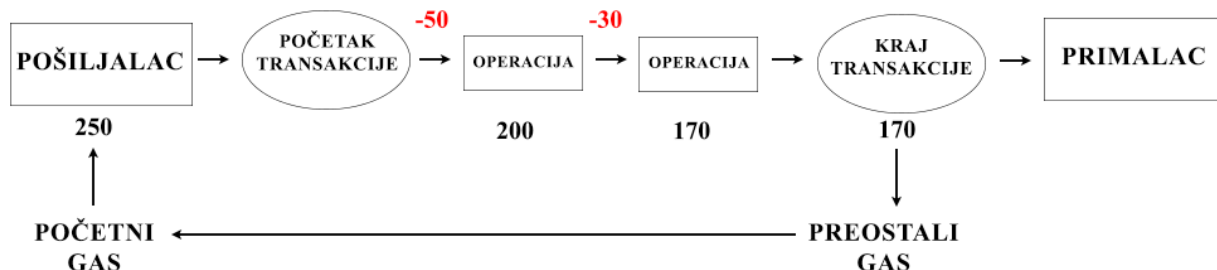 -50
-30
POŠILJALAC
POČETAK
TRANSAKCIJE
OPERACIJA
OPERACIJA
KRAJ
TRANSAKCIJE
PRIMALAC
250
200
170
170
POČETNI
GAS
PREOSTALI
GAS